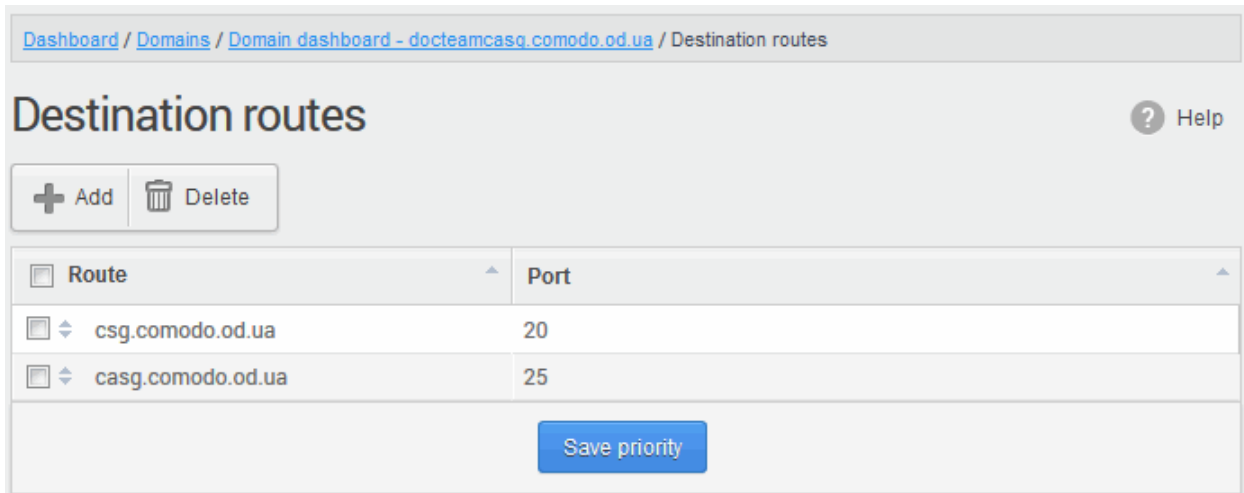 Dashboard / Domains / Domain dashboard - docteamcasg.comodo.od.ua / Destination routes
Destination routes
Help
Add Delete
Route Port
csg.comodo.od.ua 20
casg.comodo.od.ua 25
Save priority